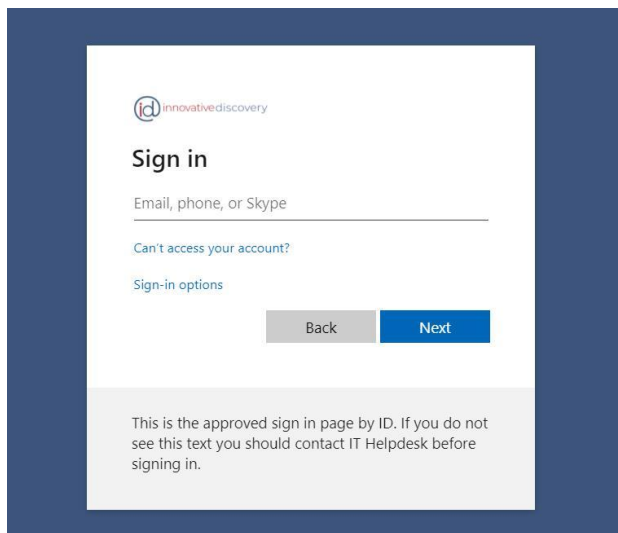 id innovativediscovery
Sign in
Email, phone, or Skype
Can't access your account?
Sign-in options
Back Next
This is the approved sign in page by ID. If you do not
see this text you should contact IT Helpdesk before
signing in.